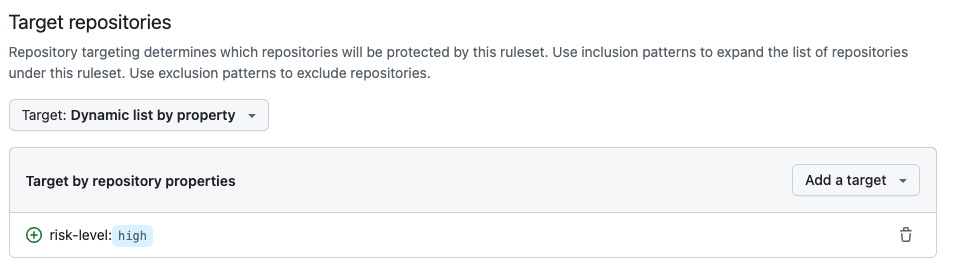 Target repositories
Repository targeting determines which repositories will be protected by this ruleset. Use inclusion patterns to expand the list of repositories
under this ruleset. Use exclusion patterns to exclude repositories.
Target: Dynamic list by property
Target by repository properties
Add a target
risk-level: high